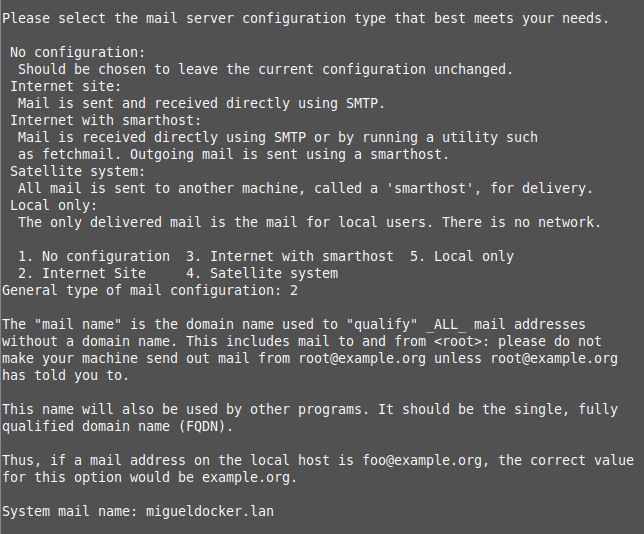 Please select the mail server configuration type that best meets your needs.
No configuration:
Should be chosen to leave the current configuration unchanged.
Internet site:
Mail is sent and received directly using SMTP.
Internet with smarthost:
Mail is received directly using SMTP or by running a utility such
as fetchmail. Outgoing mail is sent using a smarthost.
Satellite system:
All mail is sent to another machine, called a 'smarthost', for delivery.
Local only:
The only delivered mail is the mail for local users. There is no network.
1. No configuration  3. Internet with smarthost  5. Local only
2. Internet Site     4. Satellite system
General type of mail configuration: 2
The "mail name" is the domain name used to "qualify" _ALL_ mail addresses
without a domain name. This includes mail to and from <root>: please do not
make your machine send out mail from root@example.org unless root@example.org
has told you to.
This name will also be used by other programs. It should be the single, fully
qualified domain name (FQDN).
Thus, if a mail address on the local host is foo@example.org, the correct value
for this option would be example.org.
System mail name: migueldocker.lan